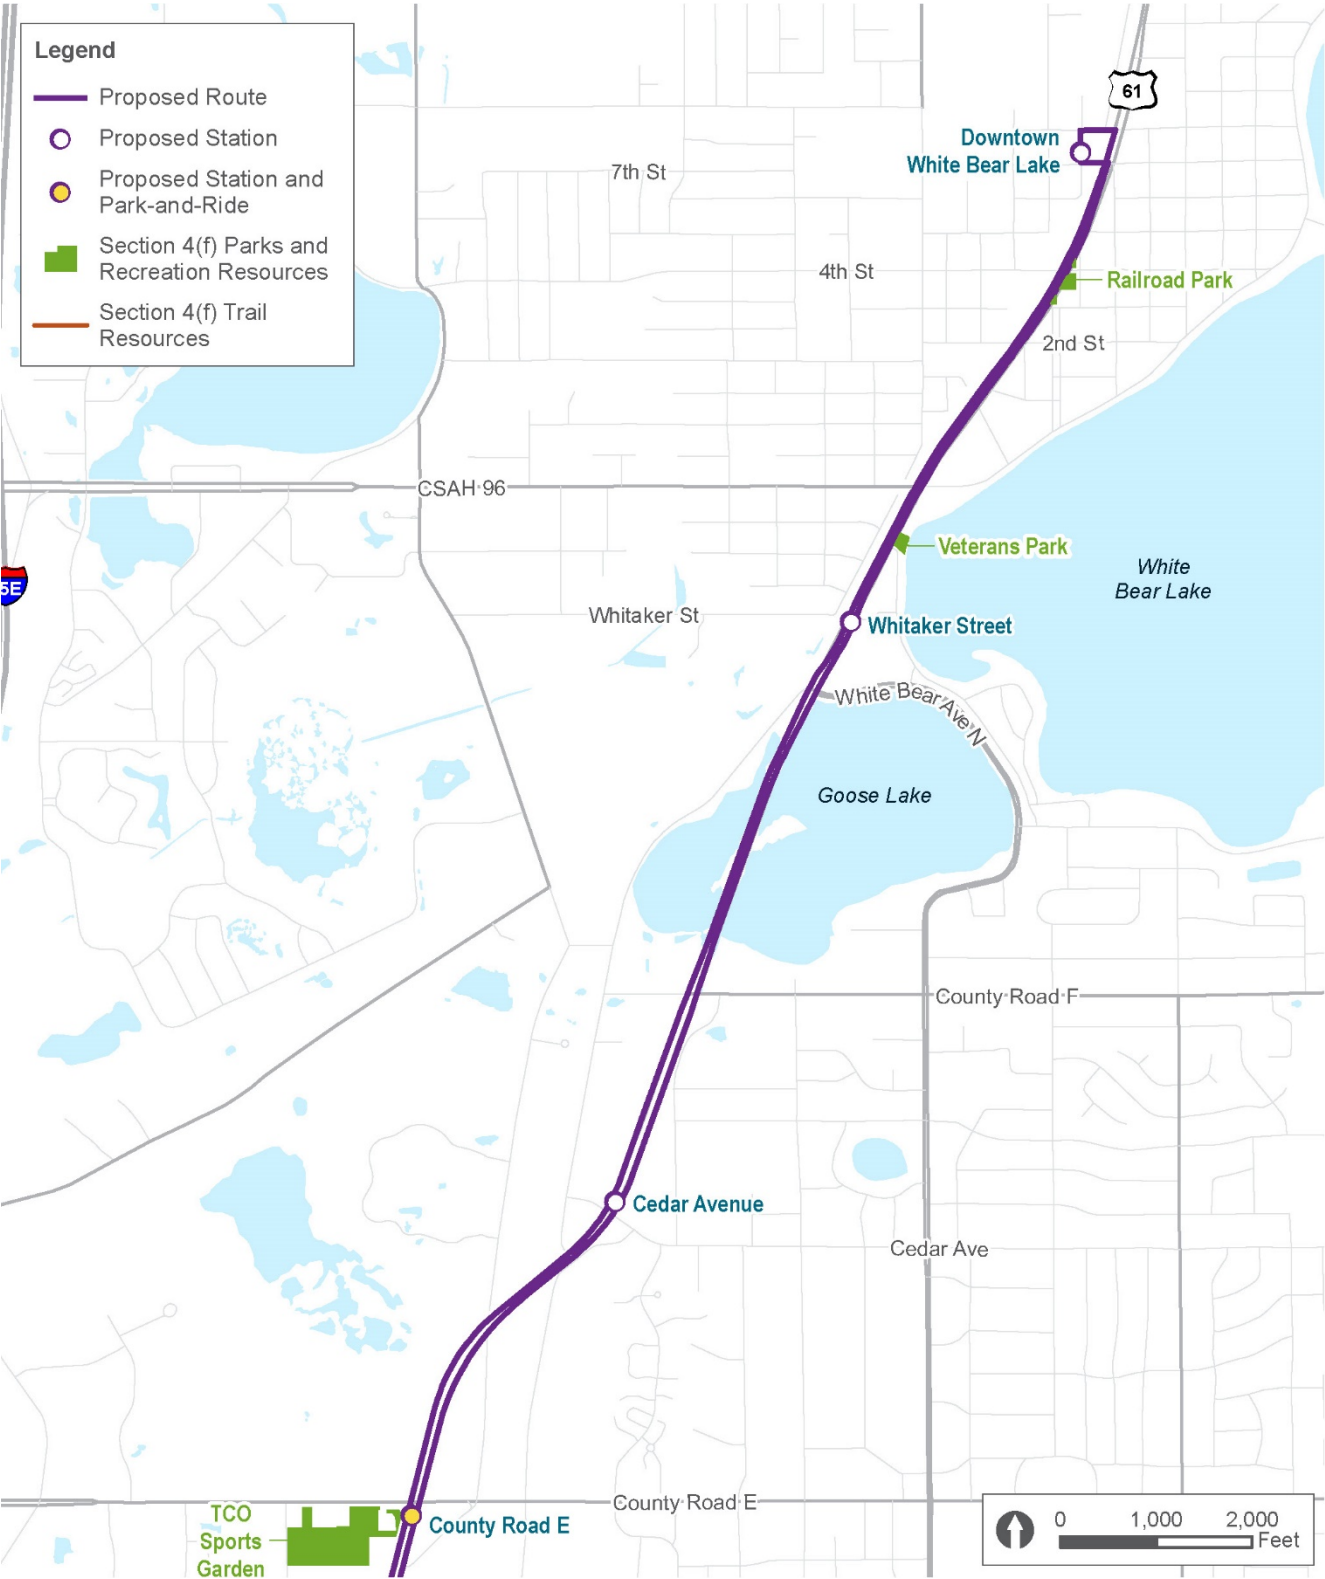 Legend
Proposed Route
Proposed Station
Proposed Station and
Park-and-Ride
Section 4(f) Parks and
Recreation Resources
Section 4(f) Trail
Resources
61
Downtown
White Bear Lake
7th St
4th St
Railroad Park
2nd St
CSAH 96
Veterans Park
White
Bear Lake
5E
Whitaker St
Whitaker Street
White Bear Ave N
Goose Lake
County Road F
Cedar Avenue
Cedar Ave
County Road E
TCO
Sports
Garden
County Road E
0 1,000 2,000
Feet